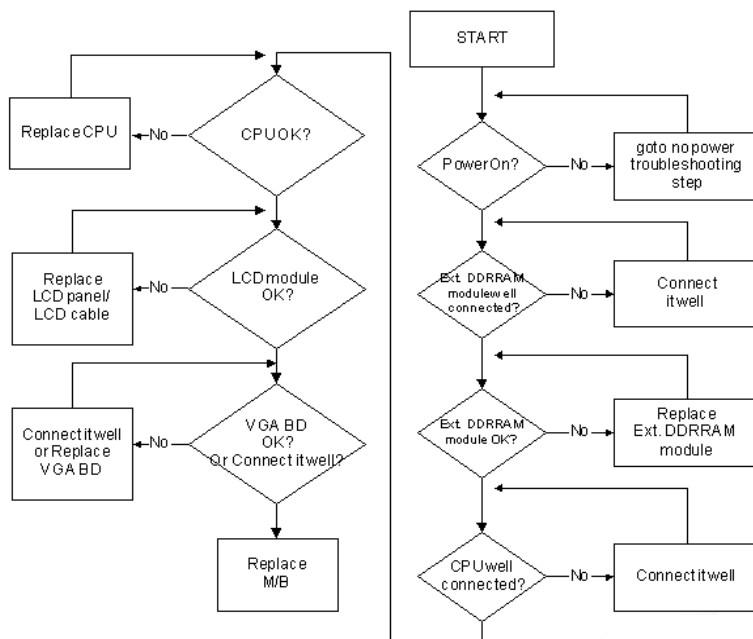 START
Power On?
No
goto no power
troubleshooting
step
Ext. DDRRAM
module well
connected?
No
Connect
it well
Ext. DDRRAM
module OK?
No
Replace
Ext. DDRRAM
module
CPU well
connected?
No
Connect it well
CPU OK?
No
Replace CPU
LCD module
OK?
No
Replace
LCD panel/
LCD cable
VGA BD
OK?
Or Connect it well?
No
Connect it well
or Replace
VGA BD
Replace
M/B